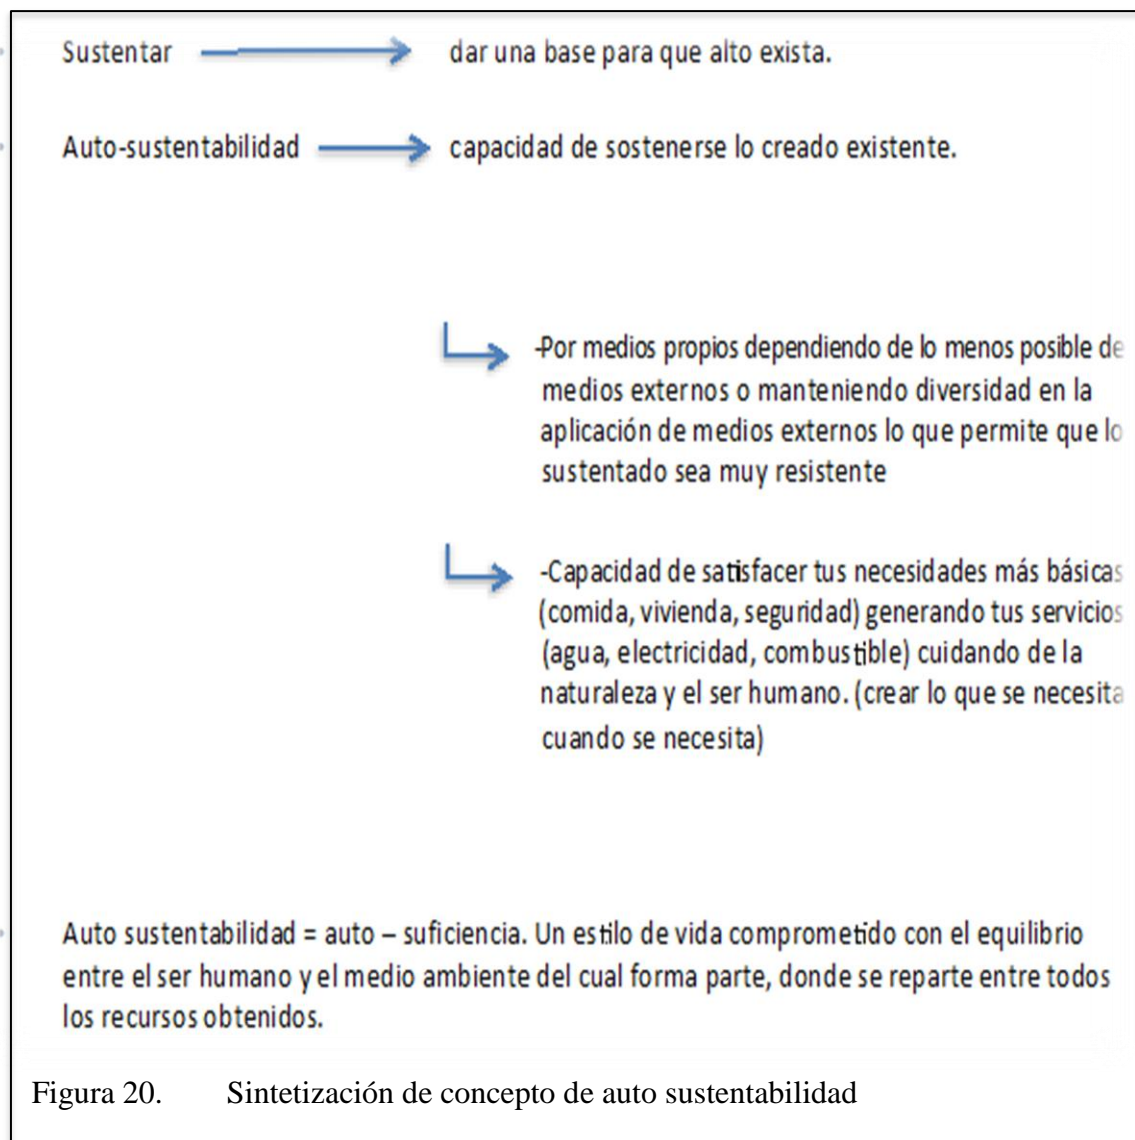 Sustentar dar una base para que alto exista.
Auto-sustentabilidad capacidad de sostenerse lo creado existente.
-Por medios propios dependiendo de lo menos posible de
medios externos o manteniendo diversidad en la
aplicación de medios externos lo que permite que lo
sustentado sea muy resistente
-Capacidad de satisfacer tus necesidades más básicas
(comida, vivienda, seguridad) generando tus servicios
(agua, electricidad, combustible) cuidando de la
naturaleza y el ser humano. (crear lo que se necesita
cuando se necesita)
Auto sustentabilidad = auto – suficiencia. Un estilo de vida comprometido con el equilibrio
entre el ser humano y el medio ambiente del cual forma parte, donde se reparte entre todos
los recursos obtenidos.
Figura 20. Sintetización de concepto de auto sustentabilidad